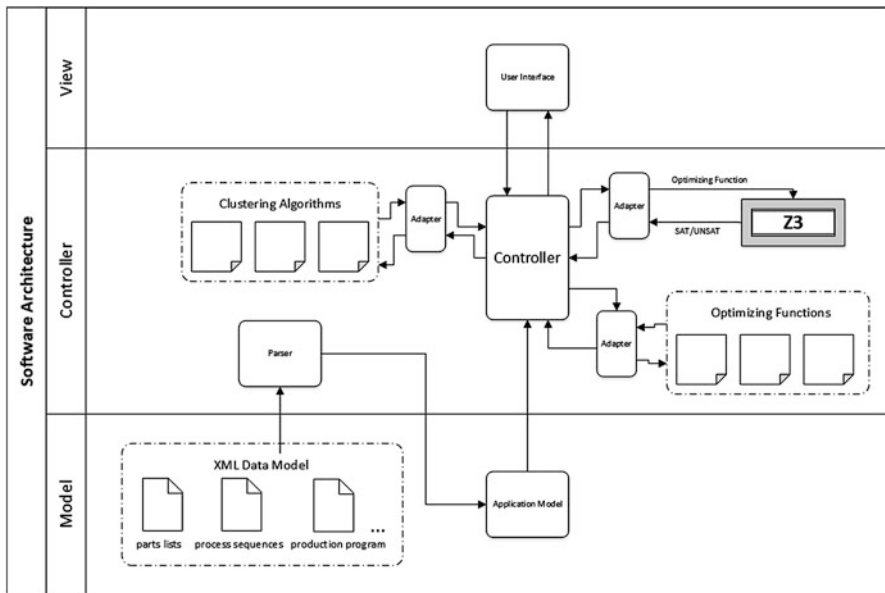 Software Architecture
View
User Interface
Controller
Clustering Algorithms
Adapter
Controller
Adapter
Optimizing Function
SAT/UNSAT
Z3
Parser
Adapter
Optimizing Functions
Model
XML Data Model
parts lists
process sequences
production program
...
Application Model